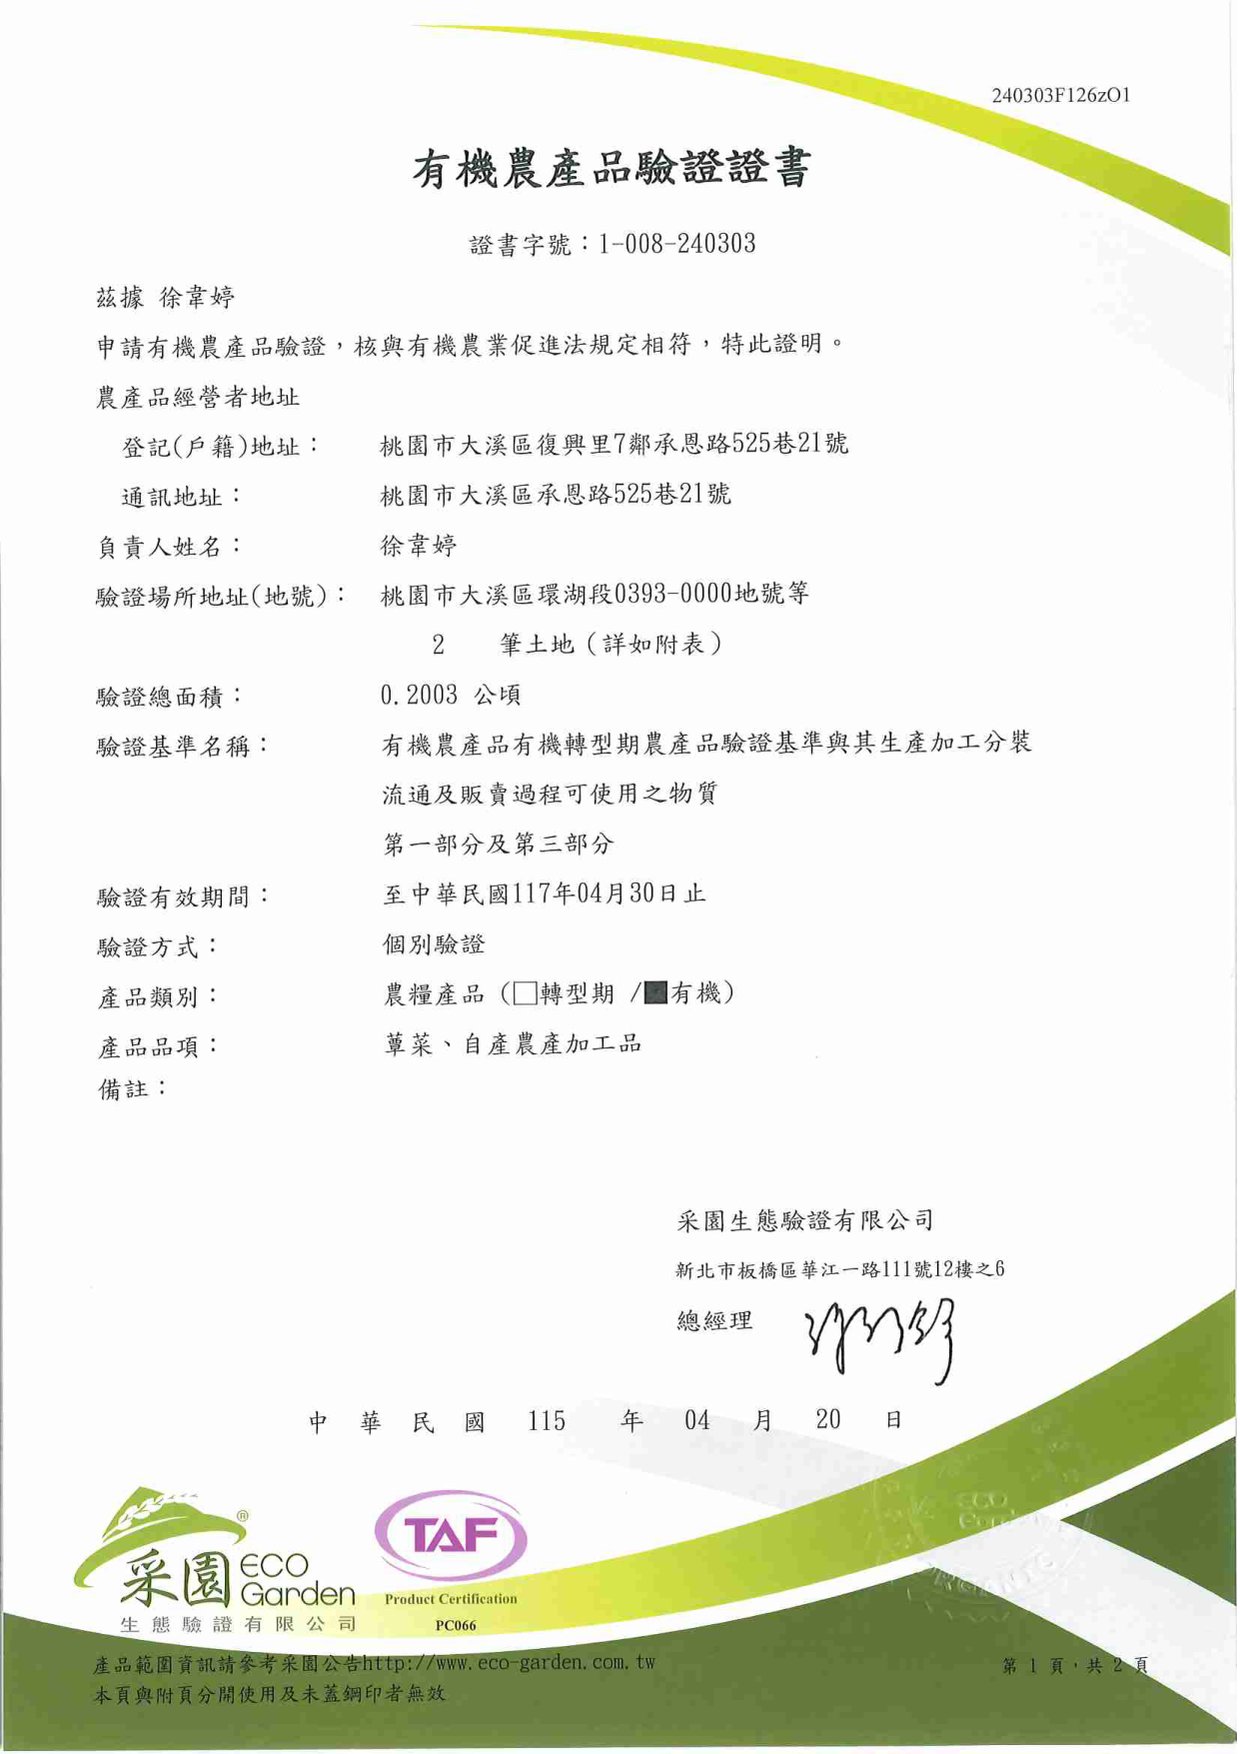 240303F126zO1
有機農產品驗證證書
證書字號：1-008-240303
茲據 徐韋婷
申請有機農產品驗證，核與有機農業促進法規定相符，特此證明。
農產品經營者地址
登記(戶籍)地址： 桃園市大溪區復興里7鄰承恩路525巷21號
通訊地址： 桃園市大溪區承恩路525巷21號
負責人姓名： 徐韋婷
驗證場所地址(地號)： 桃園市大溪區環湖段0393-0000地號等
2 筆土地（詳如附表）
驗證總面積： 0.2003 公頃
驗證基準名稱： 有機農產品有機轉型期農產品驗證基準與其生產加工分裝
流通及販賣過程可使用之物質
第一部分及第三部分
驗證有效期間： 至中華民國117年04月30日止
驗證方式： 個別驗證
產品類別： 農糧產品（□轉型期 /■有機）
產品品項： 蕈菜、自產農產加工品
備註：
采園生態驗證有限公司
新北市板橋區華江一路111號12樓之6
總經理
中華民國 115 年 04 月 20 日
采園 ECO Garden ®
生態驗證有限公司
TAF
Product Certification
PC066
產品範圍資訊請參考采園公告http://www.eco-garden.com.tw
本頁與附頁分開使用及未蓋鋼印者無效
第 1 頁，共 2 頁